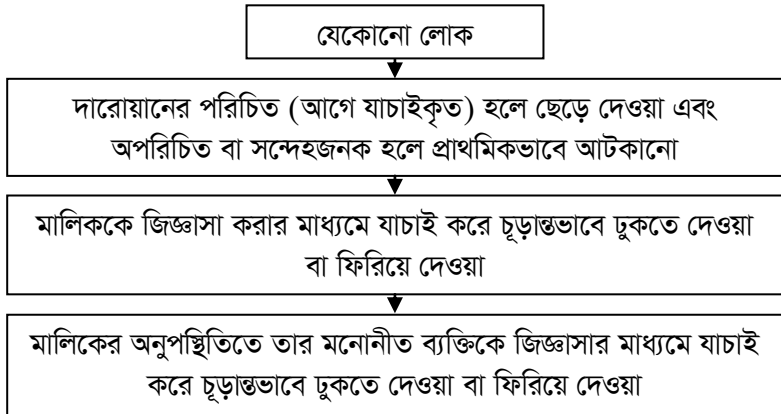 যেকোনো লোক
দারোয়ানের পরিচিত (আগে যাচাইকৃত) হলে ছেড়ে দেওয়া এবং
অপরিচিত বা সন্দেহজনক হলে প্রাথমিকভাবে আটকানো
মালিককে জিজ্ঞাসা করার মাধ্যমে যাচাই করে চূড়ান্তভাবে ঢুকতে দেওয়া
বা ফিরিয়ে দেওয়া
মালিকের অনুপস্থিতিতে তার মনোনীত ব্যক্তিকে জিজ্ঞাসার মাধ্যমে যাচাই
করে চূড়ান্তভাবে ঢুকতে দেওয়া বা ফিরিয়ে দেওয়া